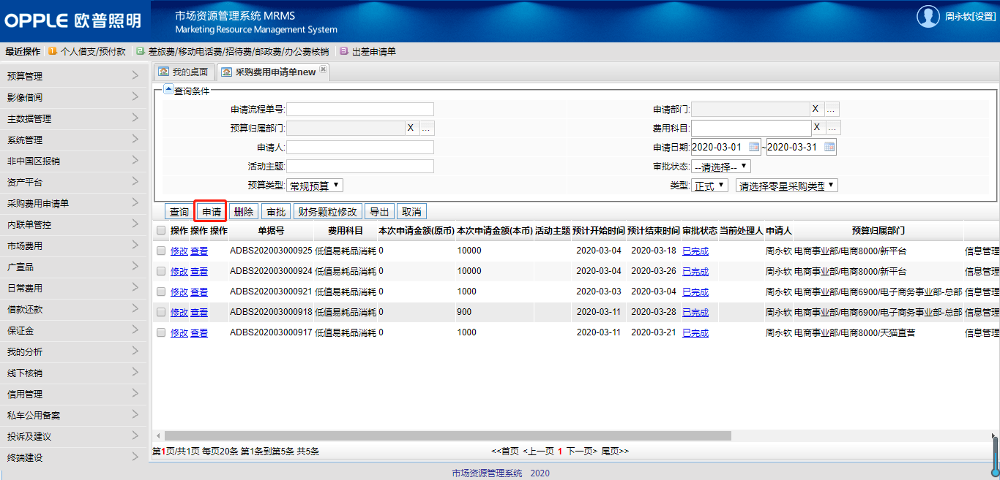 OPPLE 欧普照明
市场资源管理系统 MRMS
Marketing Resource Management System
周永钦[设置]
最近操作 1 个人借支/预付款 2 差旅费/移动电话费/招待费/邮政费/办公费核销 3 出差申请单
预算管理
影像借阅
主数据管理
系统管理
非中国区报销
资产平台
采购费用申请单
内联单管控
市场费用
广宣品
日常费用
借款还款
保证金
我的分析
线下核销
信用管理
私车公用备案
投诉及建议
终端建设
我的桌面 采购费用申请单new
查询条件
申请流程单号: 申请部门: X ...
预算归属部门: X ... 费用科目: X ...
申请人: 申请日期: 2020-03-01 ~ 2020-03-31
活动主题: 审批状态: --请选择--
预算类型: 常规预算 类型: 正式 请选择零星采购类型
查询 申请 删除 审批 财务颗粒修改 导出 取消
操作 操作 操作 单据号 费用科目 本次申请金额(原币) 本次申请金额(本币) 活动主题 预计开始时间 预计结束时间 审批状态 当前处理人 申请人 预算归属部门
修改 查看 ADBS202003000925 低值易耗品消耗 0 10000 2020-03-04 2020-03-18 已完成 周永钦 电商事业部/电商8000/新平台 信息管理
修改 查看 ADBS202003000924 低值易耗品消耗 0 10000 2020-03-04 2020-03-26 已完成 周永钦 电商事业部/电商8000/新平台 信息管理
修改 查看 ADBS202003000921 低值易耗品消耗 0 1000 2020-03-03 2020-03-04 已完成 周永钦 电商事业部/电商6900/电子商务事业部-总部 信息管理
修改 查看 ADBS202003000918 低值易耗品消耗 0 900 2020-03-11 2020-03-28 已完成 周永钦 电商事业部/电商6900/电子商务事业部-总部 信息管理
修改 查看 ADBS202003000917 低值易耗品消耗 0 1000 2020-03-11 2020-03-21 已完成 周永钦 电商事业部/电商8000/天猫直营 信息管理
第1页/共1页 每页20条 第1条到第5条 共5条 <<首页 <上一页 1 下一页> 尾页>>
市场资源管理系统 2020